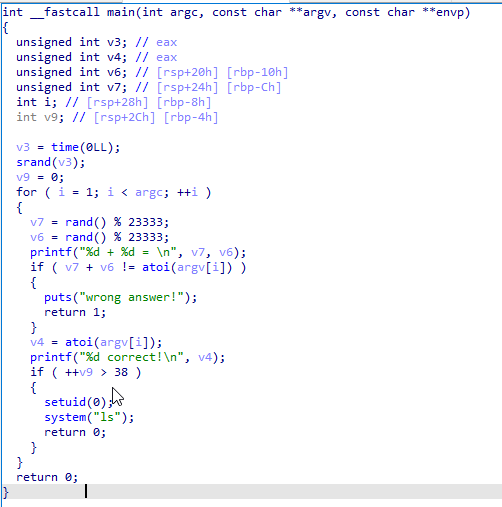 int __fastcall main(int argc, const char **argv, const char **envp)
{
  unsigned int v3; // eax
  unsigned int v4; // eax
  unsigned int v6; // [rsp+20h] [rbp-10h]
  unsigned int v7; // [rsp+24h] [rbp-Ch]
  int i; // [rsp+28h] [rbp-8h]
  int v9; // [rsp+2Ch] [rbp-4h]

  v3 = time(0LL);
  srand(v3);
  v9 = 0;
  for ( i = 1; i < argc; ++i )
  {
    v7 = rand() % 23333;
    v6 = rand() % 23333;
    printf("%d + %d = \n", v7, v6);
    if ( v7 + v6 != atoi(argv[i]) )
    {
      puts("wrong answer!");
      return 1;
    }
    v4 = atoi(argv[i]);
    printf("%d correct!\n", v4);
    if ( ++v9 > 38 )
    {
      setuid(0);
      system("ls");
      return 0;
    }
  }
  return 0;
}